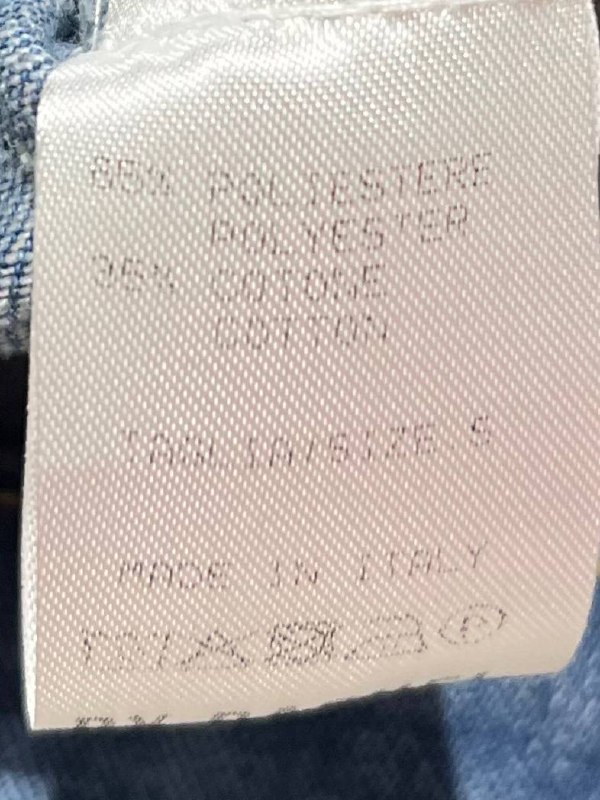 65% POLIESTERE
POLYESTER
35% COTONE
COTTON
TAGLIA/SIZE S
MADE IN ITALY
P